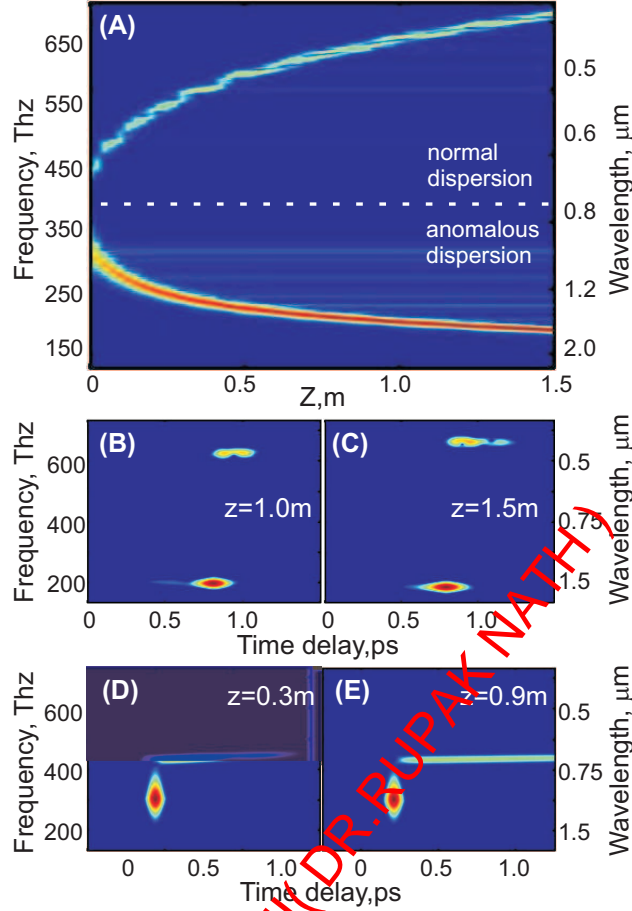 (A)
650
550
450
350
250
150
Frequency, Thz
0.5
0.6
0.8
1.2
2.0
Wavelength, μm
normal
dispersion
anomalous
dispersion
0 0.5 1.0 1.5
Z,m
(B) (C)
600
400
200
Frequency, Thz
z=1.0m z=1.5m
0.5
0.75
1.5
Wavelength, μm
0.5 1.0 0.5 1.0
Time delay,ps
(D) z=0.3m (E) z=0.9m
600
400
200
Frequency, Thz
0.5
0.75
1.5
Wavelength, μm
0 0.5 1.0 0 0.5 1.0
Time delay,ps
(DR.RUPAK NATH)